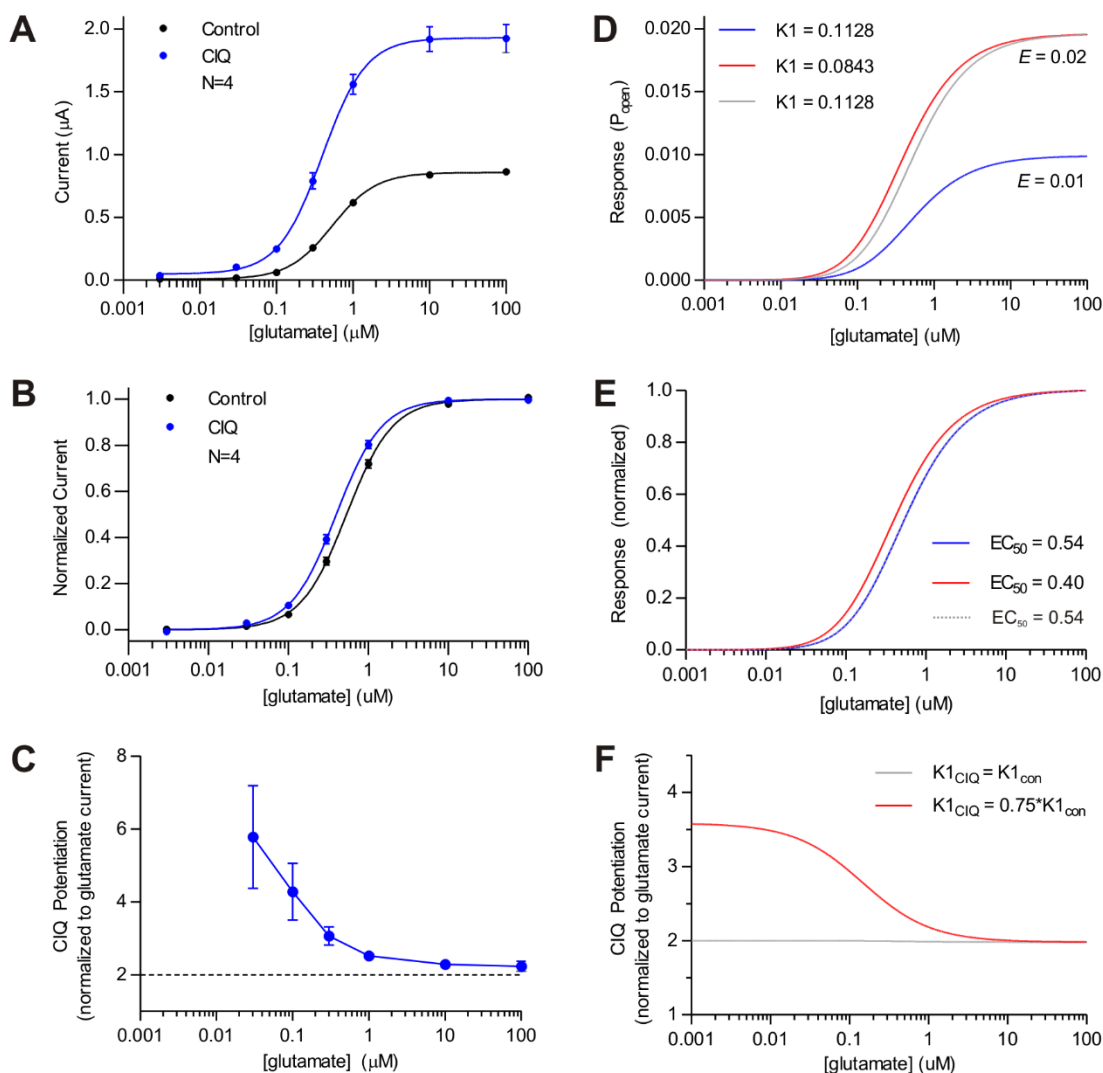 A
Control
CIQ
N=4
2.0
1.5
1.0
0.5
0.0
Current (μA)
0.001 0.01 0.1 1 10 100
[glutamate] (μM)
D
K1 = 0.1128
K1 = 0.0843
K1 = 0.1128
E = 0.02
E = 0.01
0.020
0.015
0.010
0.005
0.000
Response (Popen)
0.001 0.01 0.1 1 10 100
[glutamate] (uM)
B
Control
CIQ
N=4
1.0
0.8
0.6
0.4
0.2
0.0
Normalized Current
0.001 0.01 0.1 1 10 100
[glutamate] (uM)
E
1.0
0.8
0.6
0.4
0.2
0.0
Response (normalized)
EC50 = 0.54
EC50 = 0.40
EC50 = 0.54
0.001 0.01 0.1 1 10 100
[glutamate] (uM)
C
8
6
4
2
CIQ Potentiation
(normalized to glutamate current)
0.001 0.01 0.1 1 10 100
[glutamate] (μM)
F
K1CIQ = K1con
K1CIQ = 0.75*K1con
4
3
2
1
CIQ Potentiation
(normalized to glutamate current)
0.001 0.01 0.1 1 10 100
[glutamate] (uM)